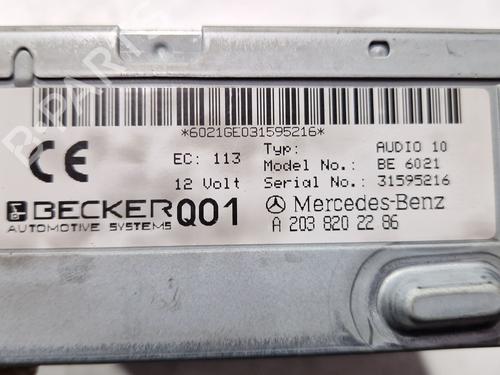 *6021GE031595216*
CE
EC: 113
Typ: AUDIO 10
Model No.: BE 6021
12 Volt
Serial No.: 31595216
BECKER Q01
AUTOMOTIVE SYSTEMS
Mercedes-Benz
A 203 820 22 86